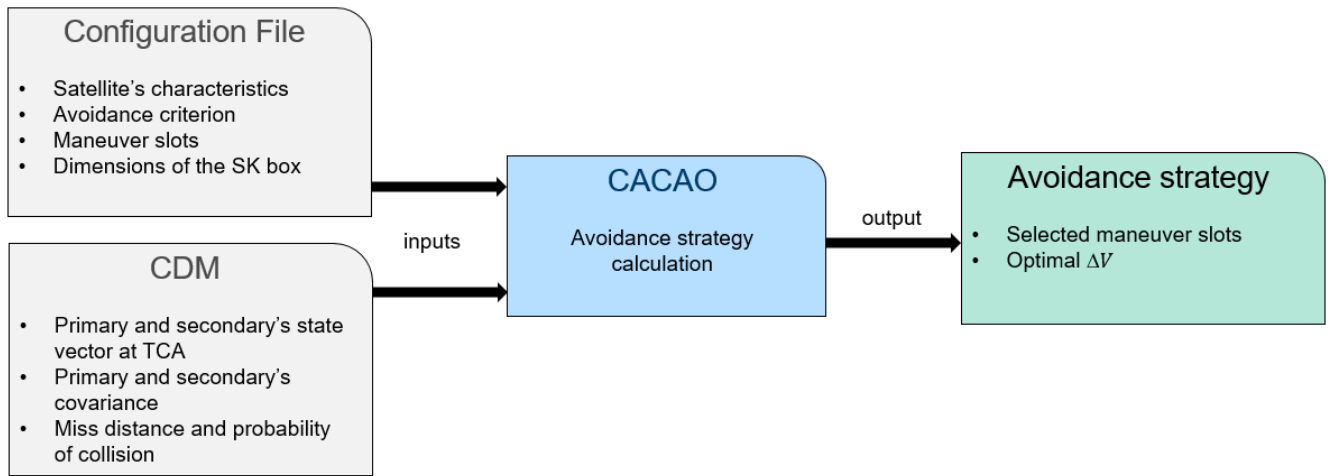 Configuration File
• Satellite's characteristics
• Avoidance criterion
• Maneuver slots
• Dimensions of the SK box
CDM
• Primary and secondary's state
vector at TCA
• Primary and secondary's
covariance
• Miss distance and probability
of collision
inputs
CACAO
Avoidance strategy
calculation
output
Avoidance strategy
• Selected maneuver slots
• Optimal ΔV